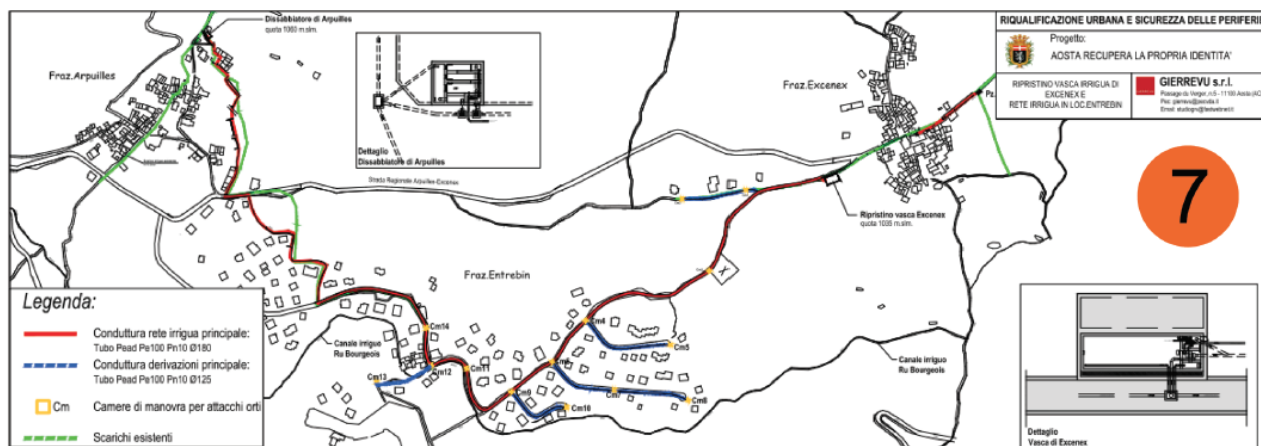 RIQUALIFICAZIONE URBANA E SICUREZZA DELLE PERIFERIE
Progetto:
AOSTA RECUPERA LA PROPRIA IDENTITA'
RIPRISTINO VASCA IRRIGUA DI
EXCENEX E
RETE IRRIGUA IN LOC.ENTREBIN
GIERREVU s.r.l.
Dissabbiatore di Arpuilles
quota 1060 m.slm.
Fraz.Arpuilles
Dettaglio
Dissabbiatore di Arpuilles
Fraz.Excenex
Pz.
Strada Regionale Arpuilles-Excenex
Ripristino vasca Excenex
quota 1035 m.slm.
7
Fraz.Entrebin
Canale irriguo
Ru Bourgeois
Canale irriguo
Ru Bourgeois
Cm4
Cm5
Cm7
Cm8
Cm9
Cm10
Cm11
Cm12
Cm13
Cm14
Legenda:
Conduttura rete irrigua principale:
Tubo Pead Pe100 Pn10 Ø180
Conduttura derivazioni principale:
Tubo Pead Pe100 Pn10 Ø125
Cm
Camere di manovra per attacchi orti
Scarichi esistenti
Dettaglio
Vasca di Excenex